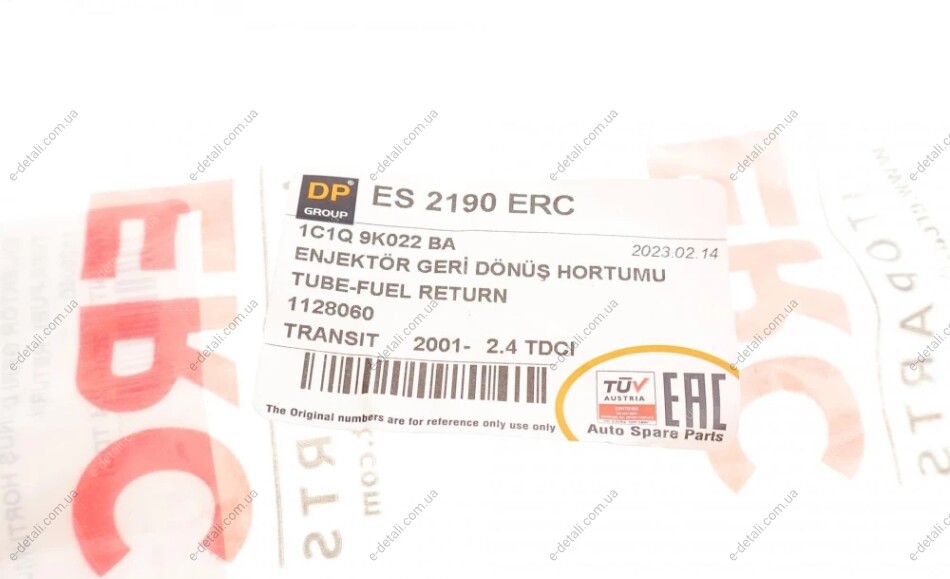 DP
GROUP
ES 2190 ERC
1C1Q 9K022 BA
2023.02.14
ENJEKTÖR GERİ DÖNÜŞ HORTUMU
TUBE-FUEL RETURN
1128060
TRANSIT 2001- 2.4 TDCI
TÜV
AUSTRIA
EAC
Auto Spare Parts
The Original numbers are for reference only use only
ERC
e-detali.com.ua